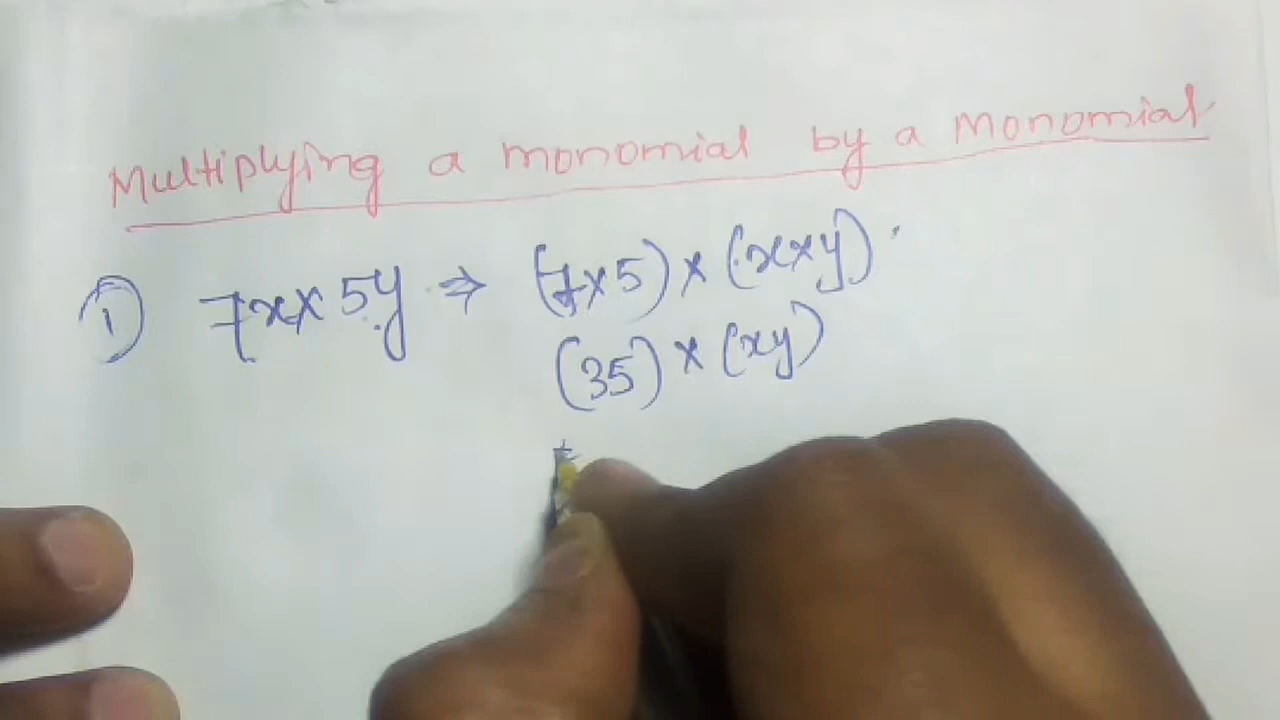 Multiplying a monomial by a Monomial
1) 7x × 5y ⇒ (7×5) × (x×y)
(35) × (xy)